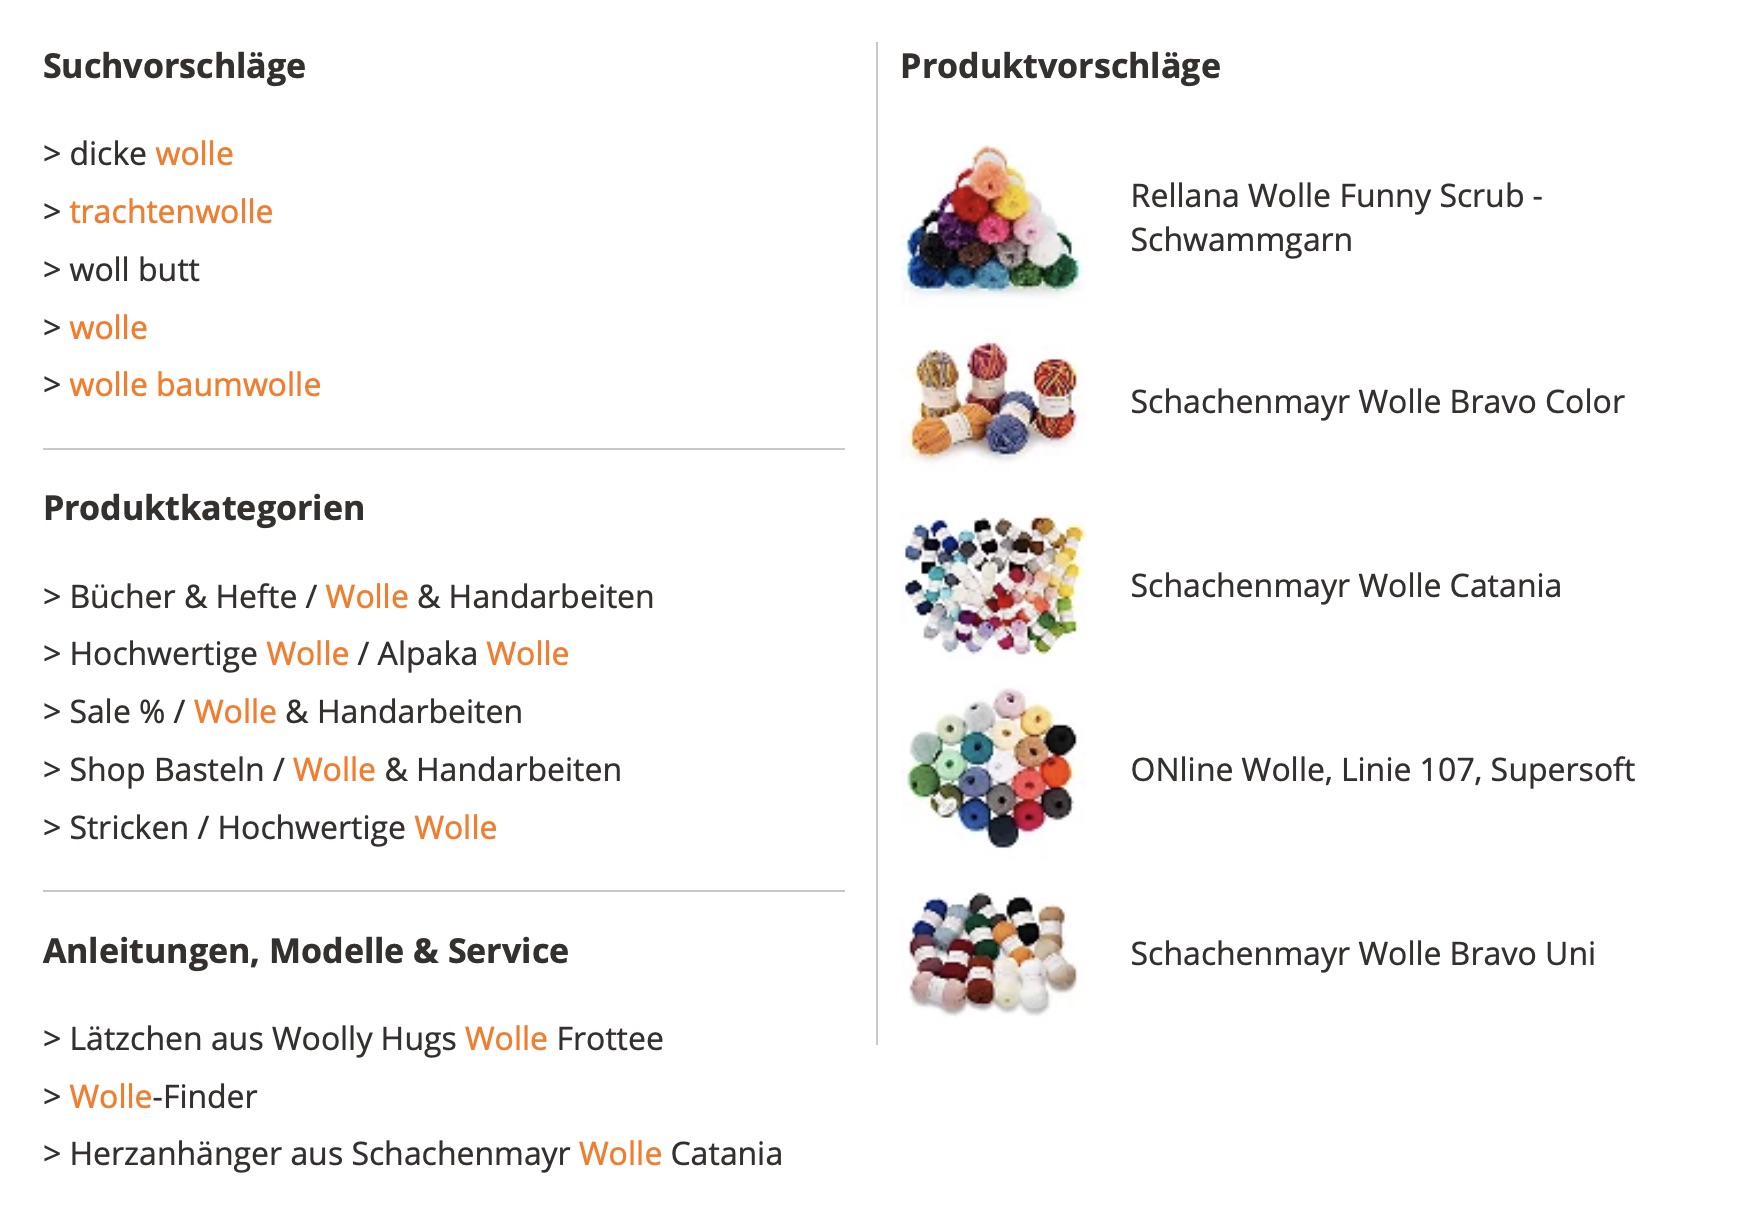 Suchvorschläge
> dicke wolle
> trachtenwolle
> woll butt
> wolle
> wolle baumwolle
Produktkategorien
> Bücher & Hefte / Wolle & Handarbeiten
> Hochwertige Wolle / Alpaka Wolle
> Sale % / Wolle & Handarbeiten
> Shop Basteln / Wolle & Handarbeiten
> Stricken / Hochwertige Wolle
Anleitungen, Modelle & Service
> Lätzchen aus Woolly Hugs Wolle Frottee
> Wolle-Finder
> Herzanhänger aus Schachenmayr Wolle Catania
Produktvorschläge
Rellana Wolle Funny Scrub -
Schwammgarn
Schachenmayr Wolle Bravo Color
Schachenmayr Wolle Catania
ONline Wolle, Linie 107, Supersoft
Schachenmayr Wolle Bravo Uni